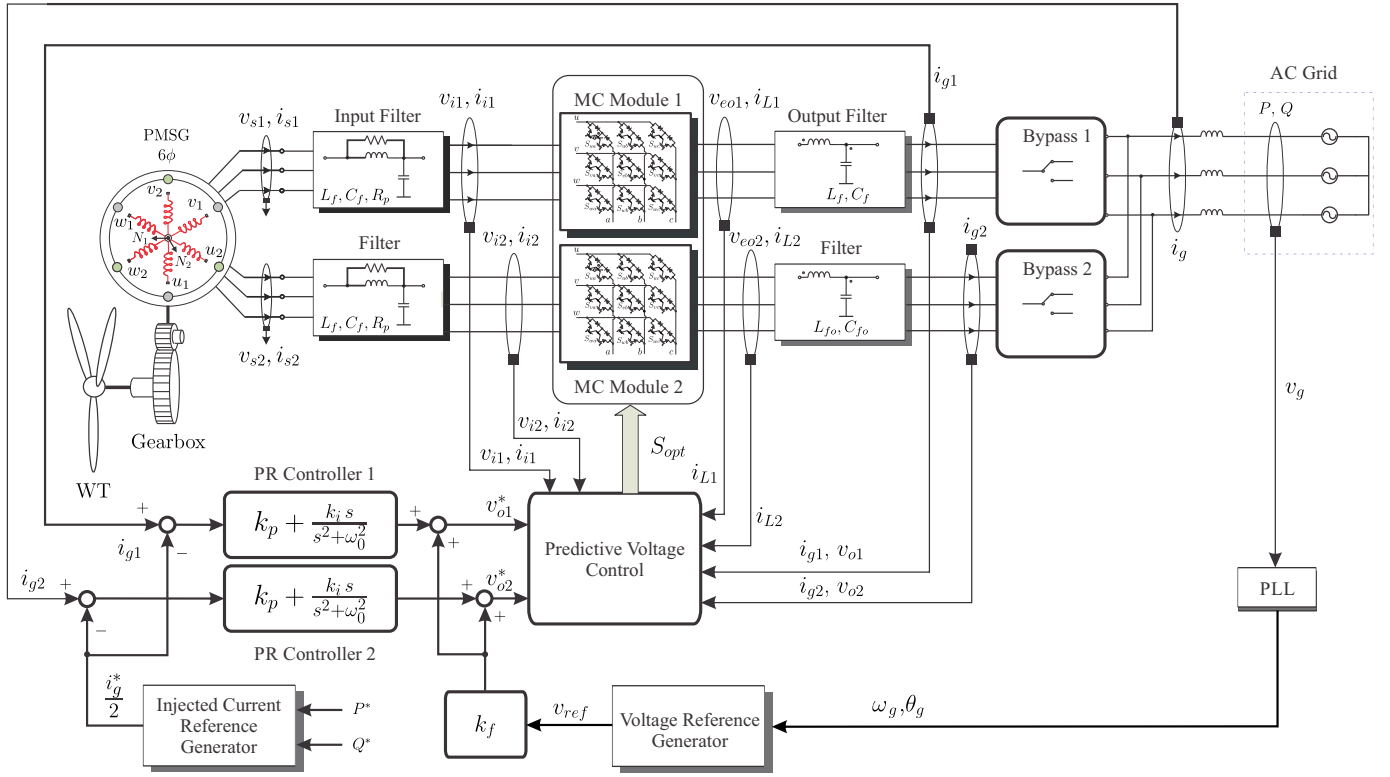 AC Grid
P, Q
i_{g1}
PMSG
6ϕ
v_{s1}, i_{s1}
Input Filter
L_f, C_f, R_p
v_{i1}, i_{i1}
MC Module 1
u
v
w
a
b
c
v_{eo1}, i_{L1}
Output Filter
L_f, C_f
Bypass 1
i_g
v_2
v_1
w_1
N_1
N_2
u_2
w_2
u_1
v_{s2}, i_{s2}
Filter
L_f, C_f, R_p
v_{i2}, i_{i2}
u
v
w
a
b
c
MC Module 2
v_{eo2}, i_{L2}
Filter
L_{fo}, C_{fo}
i_{g2}
Bypass 2
v_g
Gearbox
WT
v_{i2}, i_{i2}
v_{i1}, i_{i1}
S_{opt}
i_{L1}
i_{L2}
PR Controller 1
+
−
i_{g1}
k_p + \frac{k_i s}{s^2+ω_0^2}
+
+
v_{o1}^*
Predictive Voltage
Control
i_{g1}, v_{o1}
i_{g2}, v_{o2}
i_{g2}
+
−
k_p + \frac{k_i s}{s^2+ω_0^2}
+
+
v_{o2}^*
PLL
PR Controller 2
\frac{i_g^*}{2}
Injected Current
Reference
Generator
P*
Q*
k_f
v_{ref}
Voltage Reference
Generator
ω_g,θ_g